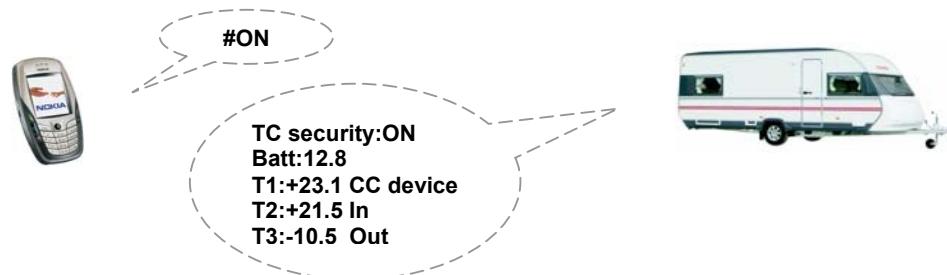 #ON
NOKIA
TC security:ON
Batt:12.8
T1:+23.1 CC device
T2:+21.5 In
T3:-10.5 Out